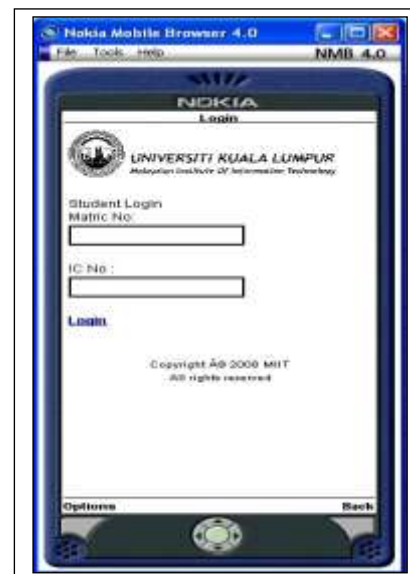 Nokia Mobile Browser 4.0
File Tools Help
NMB 4.0
NOKIA
Login
UNIVERSITI KUALA LUMPUR
Malaysian Institute Of Information Technology
Student Login
Matric No:
IC No :
Login
Copyright Â© 2008 MIIT
All rights reserved
Options Back